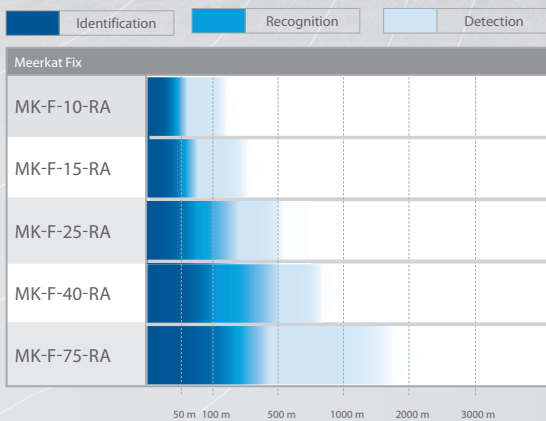 Identification Recognition Detection
Meerkat Fix
MK-F-10-RA
MK-F-15-RA
MK-F-25-RA
MK-F-40-RA
MK-F-75-RA
50 m 100 m 500 m 1000 m 2000 m 3000 m